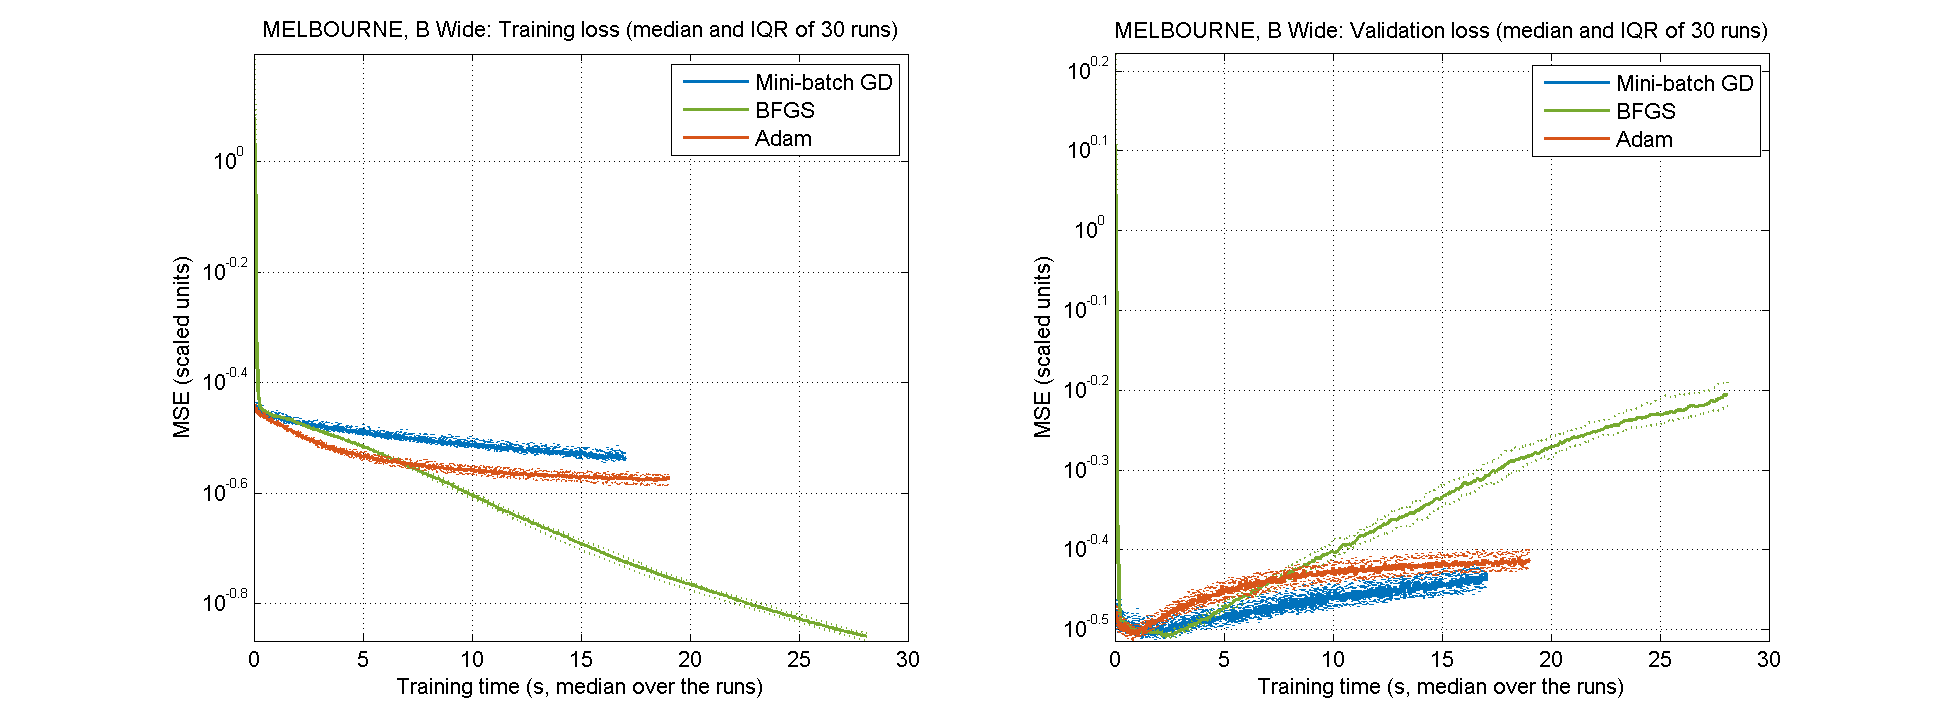 MELBOURNE, B Wide: Training loss (median and IQR of 30 runs)
Mini-batch GD
BFGS
Adam
10^0
10^-0.2
10^-0.4
10^-0.6
10^-0.8
MSE (scaled units)
0 5 10 15 20 25 30
Training time (s, median over the runs)
MELBOURNE, B Wide: Validation loss (median and IQR of 30 runs)
Mini-batch GD
BFGS
Adam
10^0.2
10^0.1
10^0
10^-0.1
10^-0.2
10^-0.3
10^-0.4
10^-0.5
MSE (scaled units)
0 5 10 15 20 25 30
Training time (s, median over the runs)